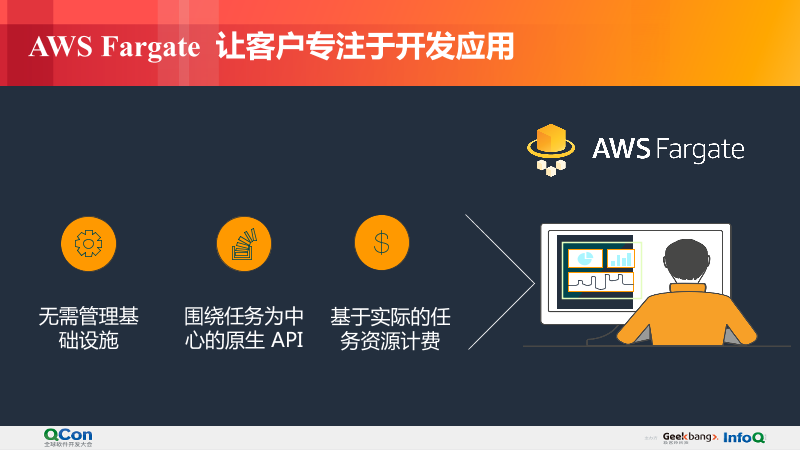 AWS Fargate 让客户专注于开发应用
AWS Fargate
无需管理基
础设施
围绕任务为中
心的原生 API
基于实际的任
务资源计费
QCon
全球软件开发大会
Geekbang>.
InfoQ